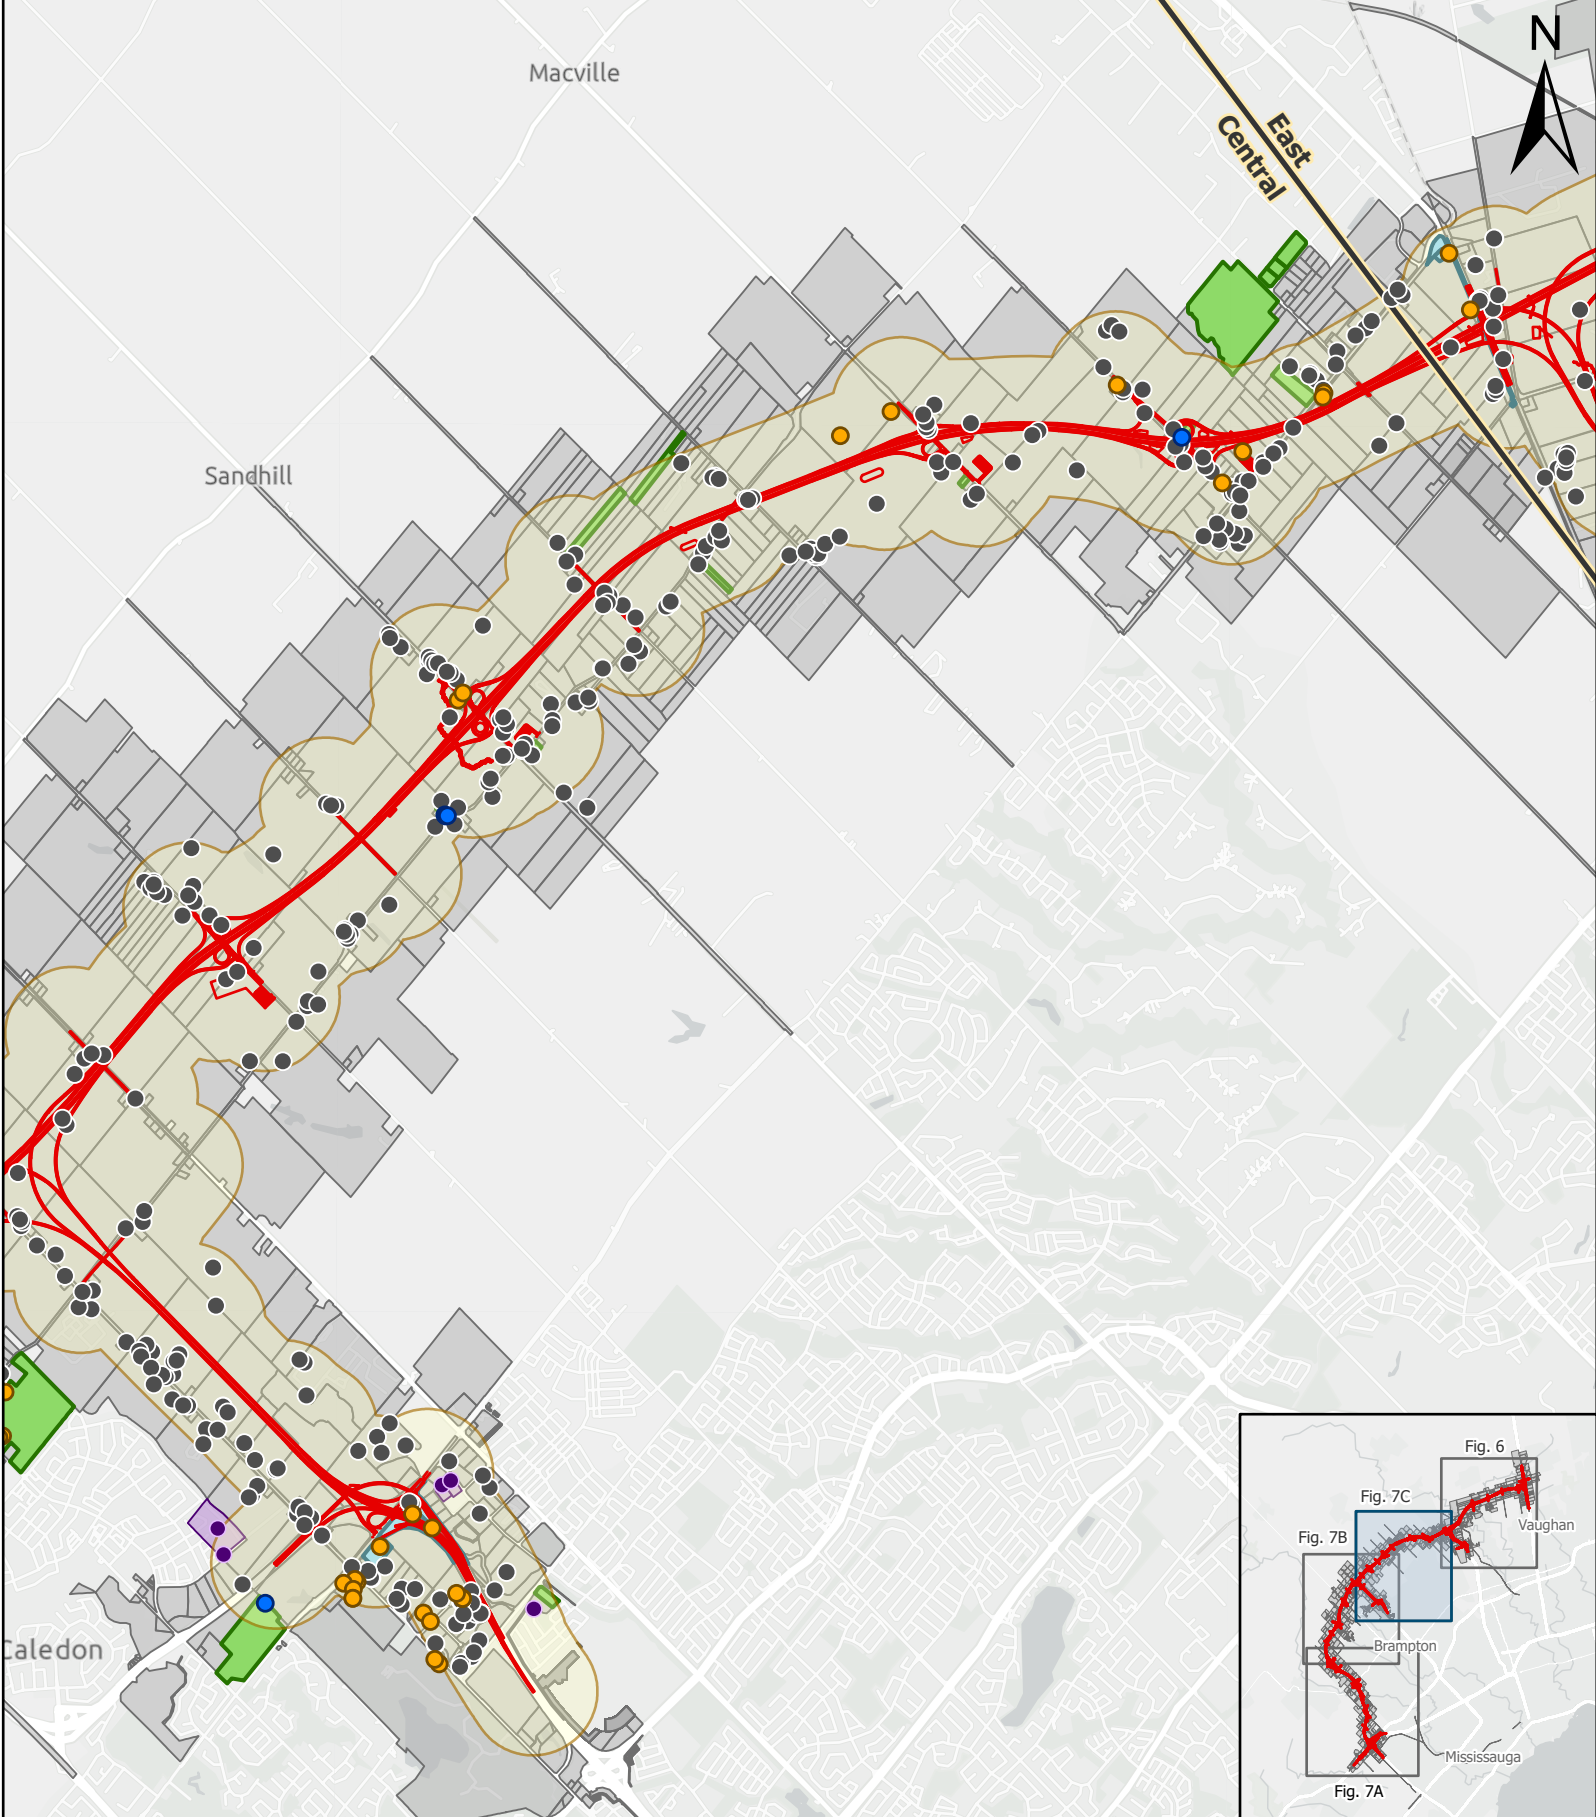 Macville
N
East
Central
Sandhill
Caledon
Fig. 6
Fig. 7C
Vaughan
Fig. 7B
Brampton
Mississauga
Fig. 7A